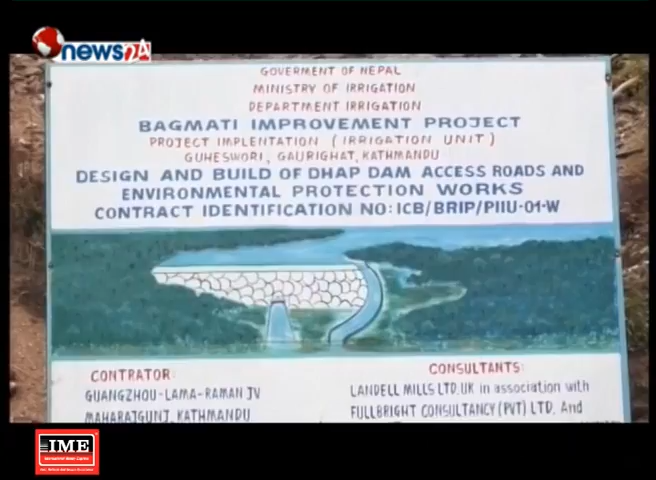 news24
GOVERMENT OF NEPAL
MINISTRY OF IRRIGATION
DEPARTMENT IRRIGATION
BAGMATI IMPROVEMENT PROJECT
PROJECT IMPLENTATION (IRRIGATION UNIT)
GUHESWORI, GAURIGHAT, KATHMANDU
DESIGN AND BUILD OF DHAP DAM ACCESS ROADS AND
ENVIRONMENTAL PROTECTION WORKS
CONTRACT IDENTIFICATION NO: ICB/BRIP/PIIU-01-W
CONTRATOR:
GUANGZHOU-LAMA-RAMAN JV
MAHARAJGUNJ, KATHMANDU
CONSULTANTS:
LANDELL MILLS LTD. UK in association with
FULLBRIGHT CONSULTANCY (PVT) LTD. And
IME